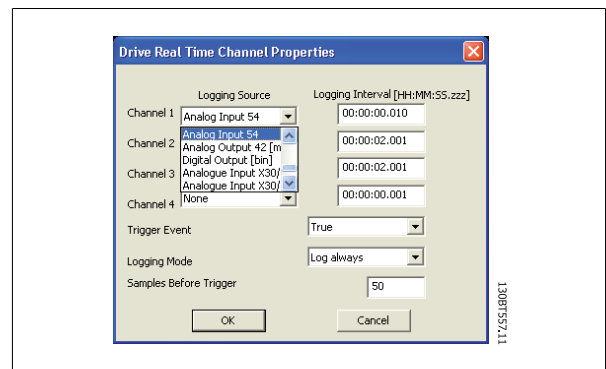 Drive Real Time Channel Properties
Logging Source
Logging Interval [HH:MM:SS.zzz]
Channel 1
Analog Input 54
00:00:00.010
Analog Input 54
Analog Output 42 [m
Digital Output [bin]
Analogue Input X30/
Analogue Input X30/
Channel 2
00:00:02.001
Channel 3
00:00:02.001
Channel 4
None
00:00:00.001
Trigger Event
True
Logging Mode
Log always
Samples Before Trigger
50
OK
Cancel
130BT557.11